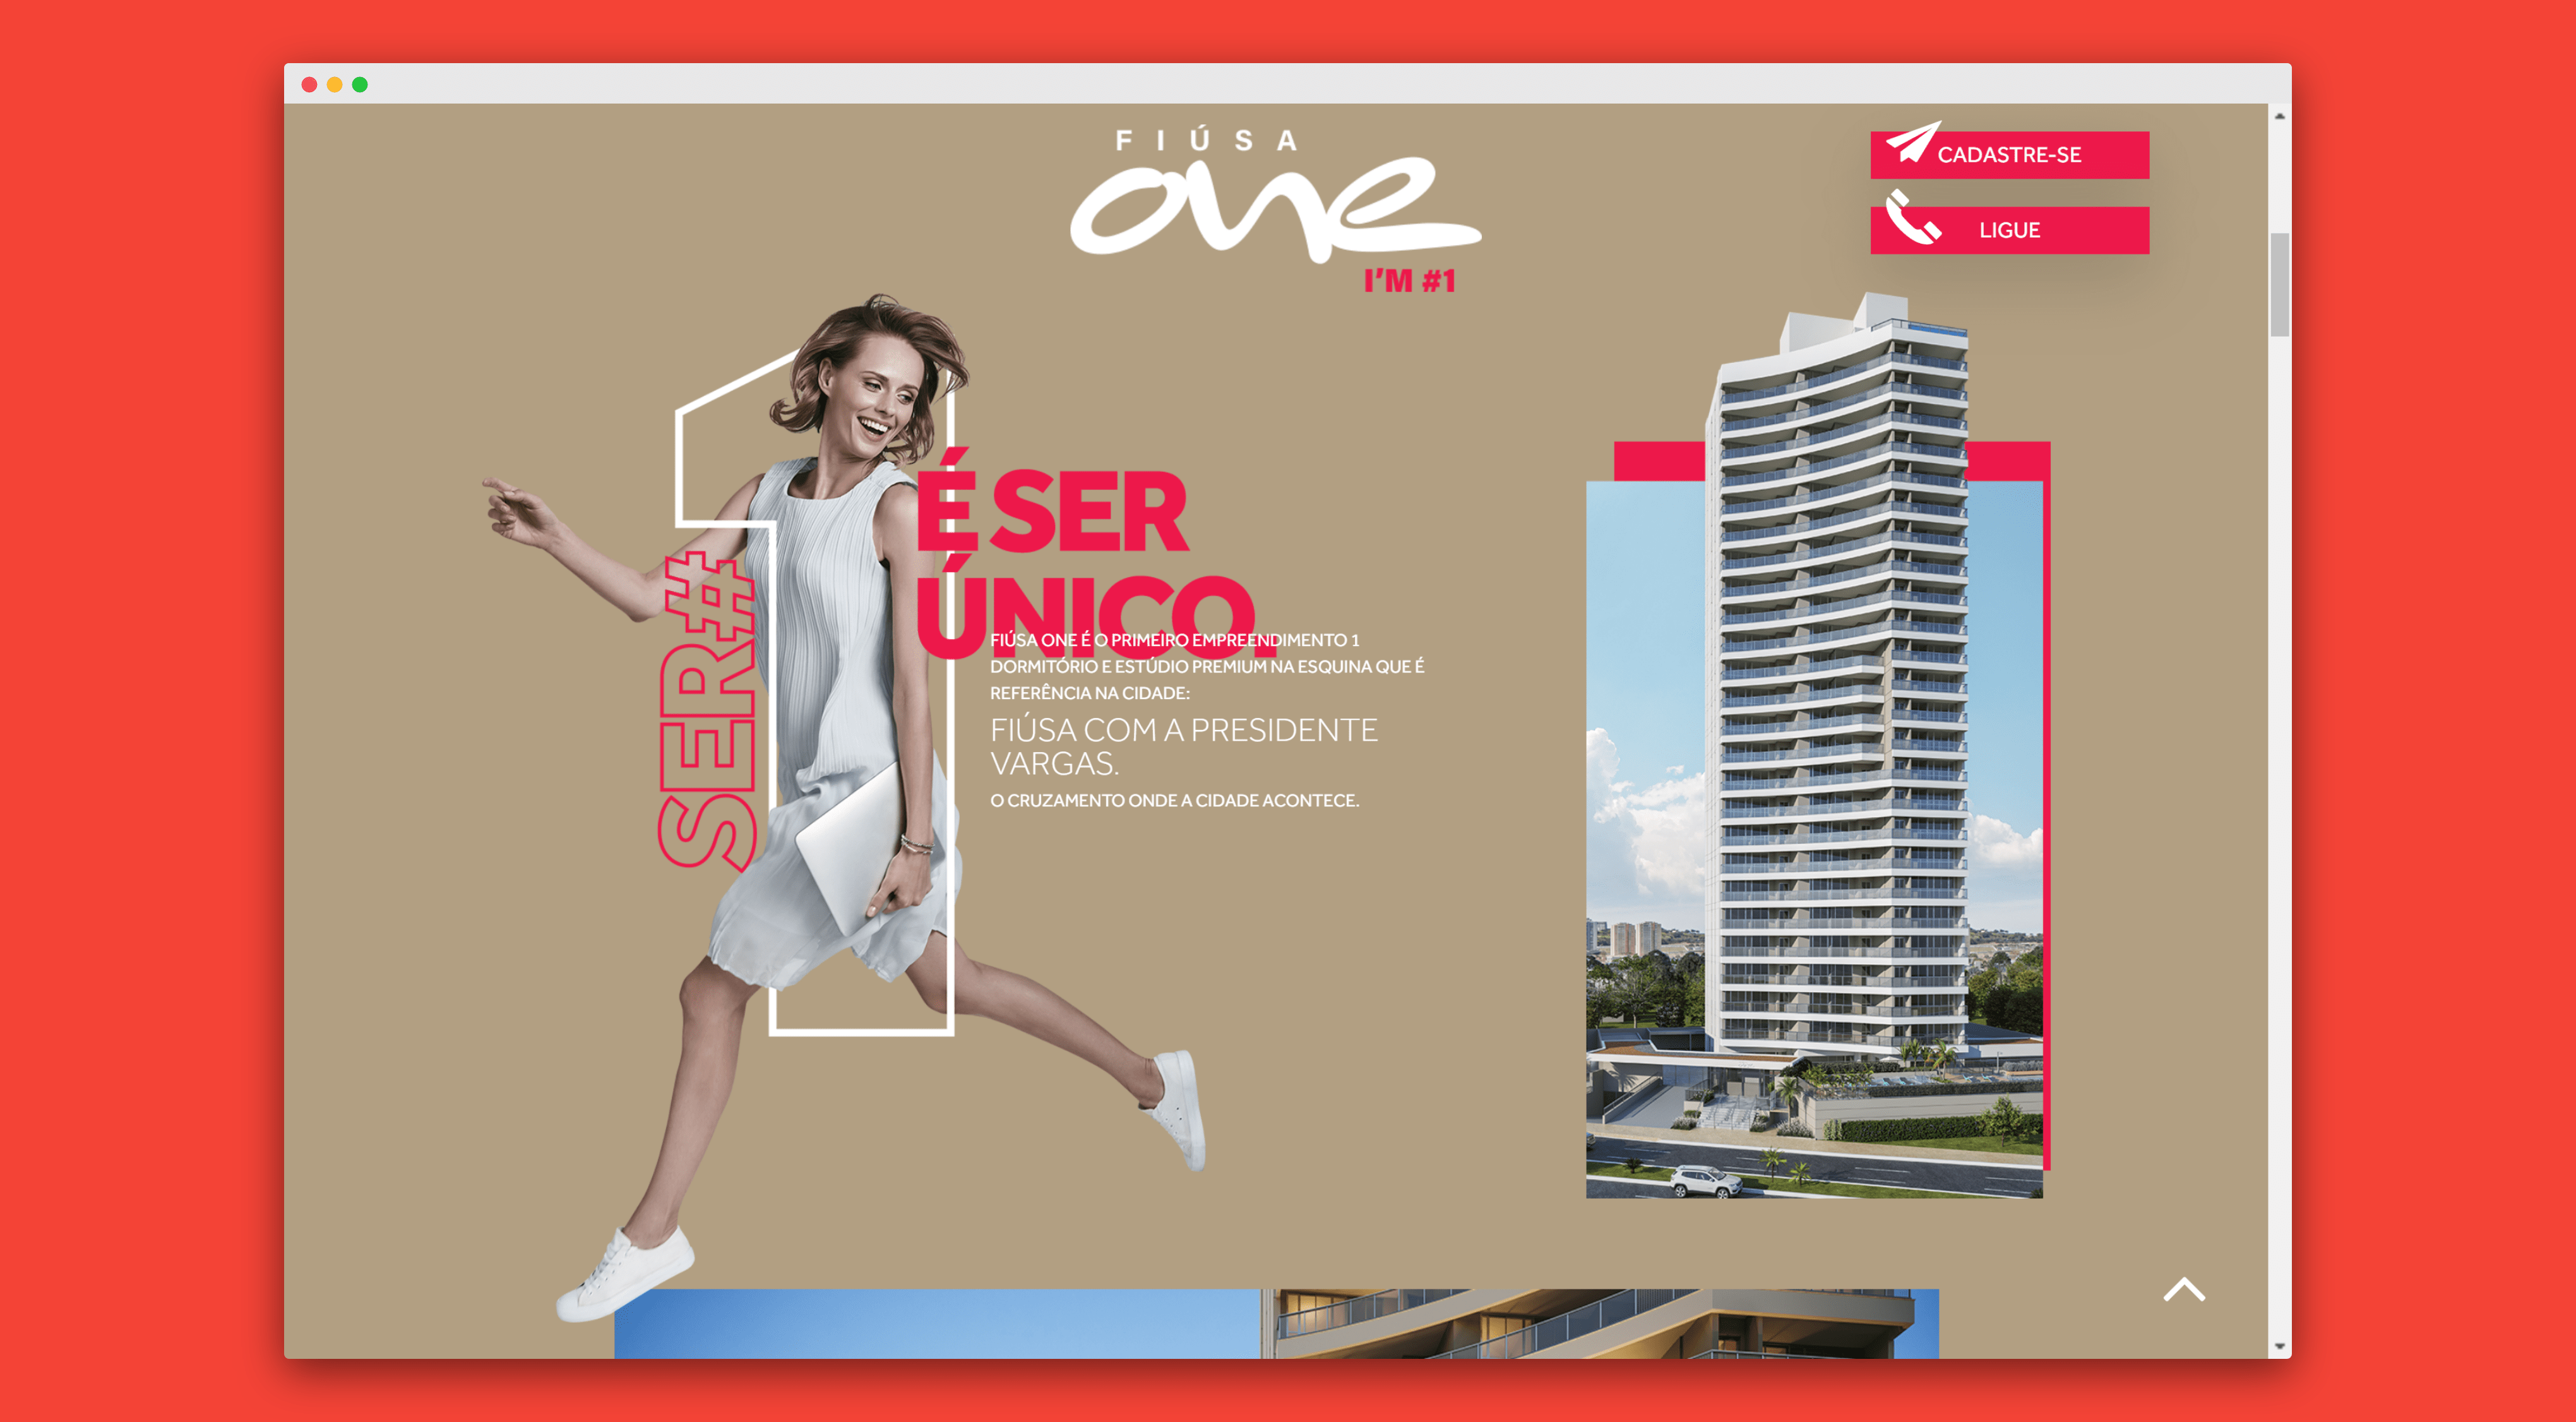 FIÚSA
one
I'M #1
CADASTRE-SE
LIGUE
SER#
1
É SER
ÚNICO.
FIÚSA ONE É O PRIMEIRO EMPREENDIMENTO 1
DORMITÓRIO E ESTÚDIO PREMIUM NA ESQUINA QUE É
REFERÊNCIA NA CIDADE:
FIÚSA COM A PRESIDENTE
VARGAS.
O CRUZAMENTO ONDE A CIDADE ACONTECE.